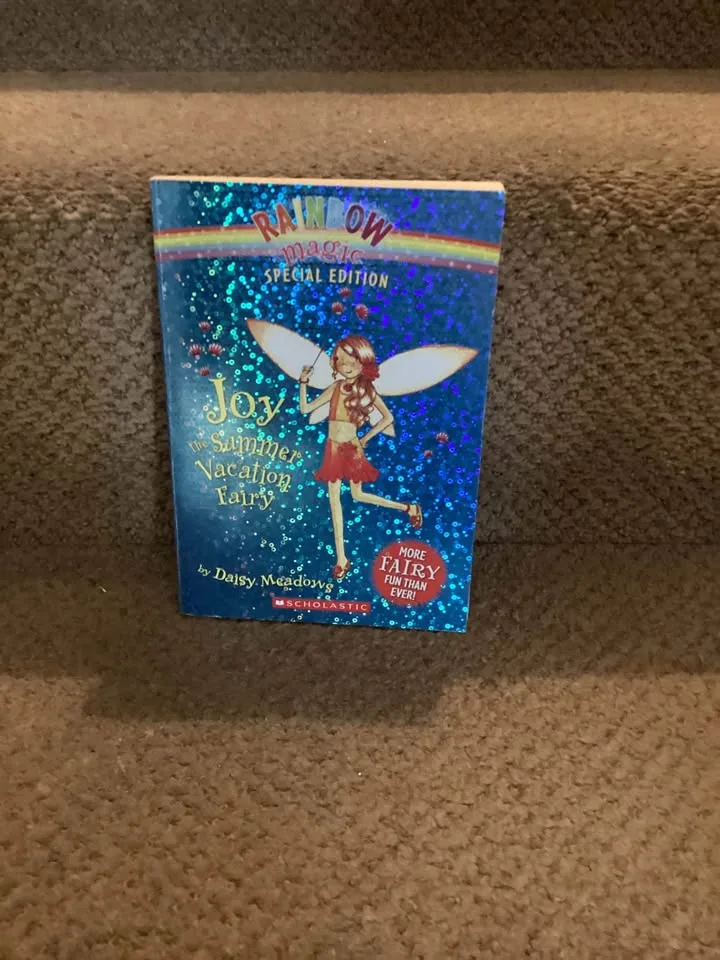 RAINBOW
magic
SPECIAL EDITION
Joy
the Summer
Vacation
Fairy
by Daisy Meadows
MORE
FAIRY
FUN THAN
EVER!
SCHOLASTIC